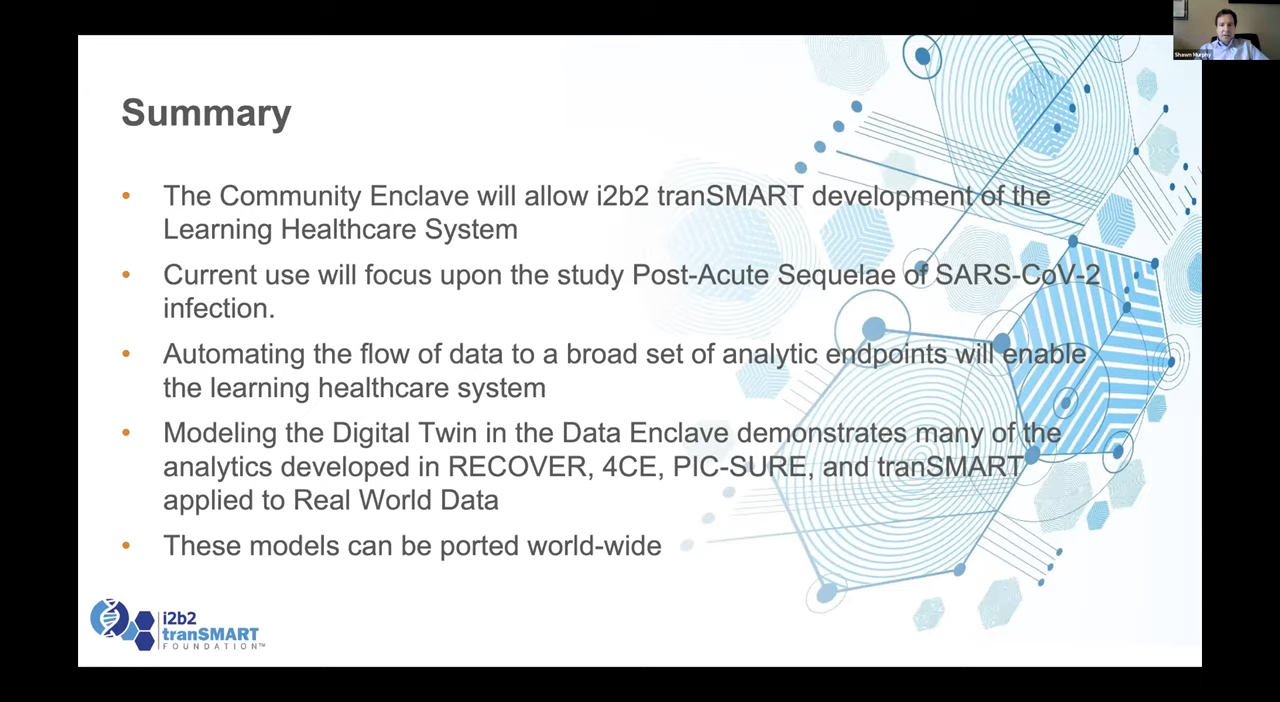 Shawn Murphy
Summary
• The Community Enclave will allow i2b2 tranSMART development of the
Learning Healthcare System
• Current use will focus upon the study Post-Acute Sequelae of SARS-CoV-2
infection.
• Automating the flow of data to a broad set of analytic endpoints will enable
the learning healthcare system
• Modeling the Digital Twin in the Data Enclave demonstrates many of the
analytics developed in RECOVER, 4CE, PIC-SURE, and tranSMART
applied to Real World Data
• These models can be ported world-wide
i2b2
tranSMART
FOUNDATION™